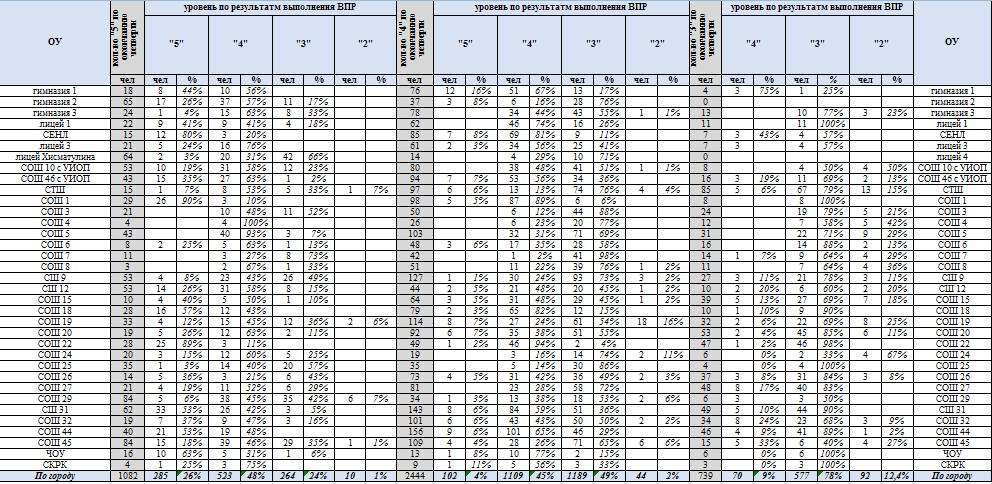 ОУ кол-во "5" по окончанию четверти уровень по результатм выполнения ВПР кол-во "4" по окончанию четверти уровень по результатм выполнения ВПР кол-во "3" по окончанию четверти уровень по результатм выполнения ВПР ОУ
"5" "4" "3" "2" "5" "4" "3" "2" "4" "3" "2"
чел чел % чел % чел % чел % чел чел % чел % чел % чел % чел чел % чел % чел %
гимназия 1 18 8 44% 10 56% 76 12 16% 51 67% 13 17% 4 3 75% 1 25% гимназия 1
гимназия 2 65 17 26% 37 57% 11 17% 37 3 8% 6 16% 28 76% 0 гимназия 2
гимназия 3 24 1 4% 15 63% 8 33% 78 34 44% 43 55% 1 1% 13 10 77% 3 23% гимназия 3
лицей 1 22 9 41% 9 41% 4 18% 62 46 74% 16 26% 11 11 100% лицей 1
СЕНЛ 15 12 80% 3 20% 85 7 8% 69 81% 9 11% 7 3 43% 4 57% СЕНЛ
лицей 3 21 5 24% 16 76% 61 2 3% 34 56% 25 41% 7 4 57% лицей 3
лицей Хисматулина 64 2 3% 20 31% 42 66% 14 4 29% 10 71% 0 лицей 4
СОШ 10 с УИОП 53 10 19% 31 58% 12 23% 80 38 48% 41 51% 1 1% 8 4 50% 4 50% СОШ 10 с УИОП
СОШ 46 с УИОП 43 15 35% 27 63% 1 2% 94 7 7% 53 56% 34 36% 16 3 19% 11 69% 2 13% СОШ 46 с УИОП
СТШ 15 1 7% 8 53% 5 33% 1 7% 97 6 6% 13 13% 74 76% 4 4% 85 5 6% 67 79% 13 15% СТШ
СОШ 1 29 26 90% 3 10% 98 5 5% 87 89% 6 6% 8 8 100% СОШ 1
СОШ 3 21 10 48% 11 52% 50 6 12% 44 88% 24 19 79% 5 21% СОШ 3
СОШ 4 4 4 100% 26 6 23% 20 77% 12 7 58% 5 42% СОШ 4
СОШ 5 43 40 93% 3 7% 103 32 31% 71 69% 31 22 71% 9 29% СОШ 5
СОШ 6 8 2 25% 5 63% 1 13% 48 3 6% 17 35% 28 58% 16 14 88% 2 13% СОШ 6
СОШ 7 11 3 27% 8 73% 42 1 2% 41 98% 14 1 7% 9 64% 4 29% СОШ 7
СОШ 8 3 2 67% 1 33% 51 11 22% 39 76% 1 2% 11 7 64% 4 36% СОШ 8
СШ 9 53 4 8% 23 43% 26 49% 127 1 1% 30 24% 93 73% 3 2% 27 3 11% 21 78% 3 11% СШ 9
СШ 12 53 14 26% 31 58% 8 15% 44 2 5% 21 48% 20 45% 1 2% 10 2 20% 6 60% 2 20% СШ 12
СОШ 15 10 4 40% 5 50% 1 10% 64 3 5% 31 48% 29 45% 1 2% 39 5 13% 27 69% 7 18% СОШ 15
СОШ 18 28 16 57% 12 43% 79 2 3% 65 82% 12 15% 10 1 10% 9 90% СОШ 18
СОШ 19 33 4 12% 15 45% 12 36% 2 6% 114 8 7% 27 24% 61 54% 18 16% 32 2 6% 22 69% 8 25% СОШ 19
СОШ 20 19 5 26% 12 63% 2 11% 92 6 7% 35 38% 51 55% 53 2 4% 45 85% 6 11% СОШ 20
СОШ 22 28 25 89% 3 11% 49 1 2% 46 94% 2 4% 47 1 2% 46 98% СОШ 22
СОШ 24 20 3 15% 12 60% 5 25% 19 3 16% 14 74% 2 11% 6 0% 2 33% 4 67% СОШ 24
СОШ 25 35 1 3% 14 40% 20 57% 35 5 14% 30 86% 4 0% 4 100% СОШ 25
СОШ 26 14 5 36% 3 21% 6 43% 73 4 5% 31 42% 36 49% 2 3% 37 3 8% 31 84% 3 8% СОШ 26
СОШ 27 21 4 19% 11 52% 6 29% 81 23 28% 58 72% 48 8 17% 40 83% СОШ 27
СОШ 29 84 5 6% 38 45% 35 42% 6 7% 34 1 3% 13 38% 18 53% 2 6% 6 3 3 50% СОШ 29
СШ 31 62 33 53% 26 42% 3 5% 143 8 6% 84 59% 51 36% 49 5 10% 44 90% СШ 31
СОШ 32 19 7 37% 9 47% 3 16% 101 6 6% 43 43% 50 50% 2 2% 34 8 24% 23 68% 3 9% СОШ 32
СОШ 44 40 21 53% 19 48% 156 9 6% 101 65% 46 29% 46 4 9% 41 89% 1 2% СОШ 44
СОШ 45 84 15 18% 39 46% 29 35% 1 1% 109 4 4% 28 26% 71 65% 6 6% 15 5 33% 6 40% 4 27% СОШ 45
ЧОУ 16 10 63% 5 31% 1 6% 13 1 8% 10 77% 2 15% 6 0% 6 100% ЧОУ
СКРК 4 1 25% 3 75% 9 1 11% 5 56% 3 33% 3 0% 3 100% СКРК
По городу 1082 285 26% 523 48% 264 24% 10 1% 2444 102 4% 1109 45% 1189 49% 44 2% 739 70 9% 577 78% 92 12,4% По городу